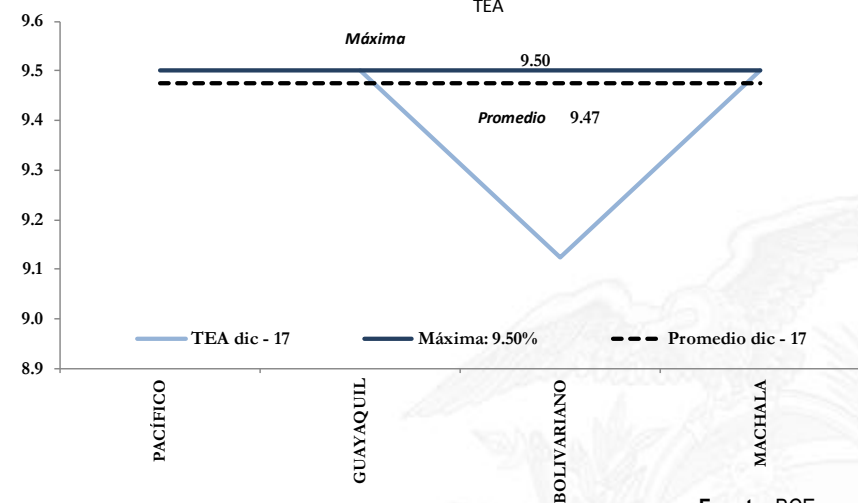 TEA
9.6
Máxima
9.5
9.50
9.4
Promedio 9.47
9.3
9.2
9.1
9.0
TEA dic - 17 Máxima: 9.50% Promedio dic - 17
8.9
PACÍFICO
GUAYAQUIL
BOLIVARIANO
MACHALA